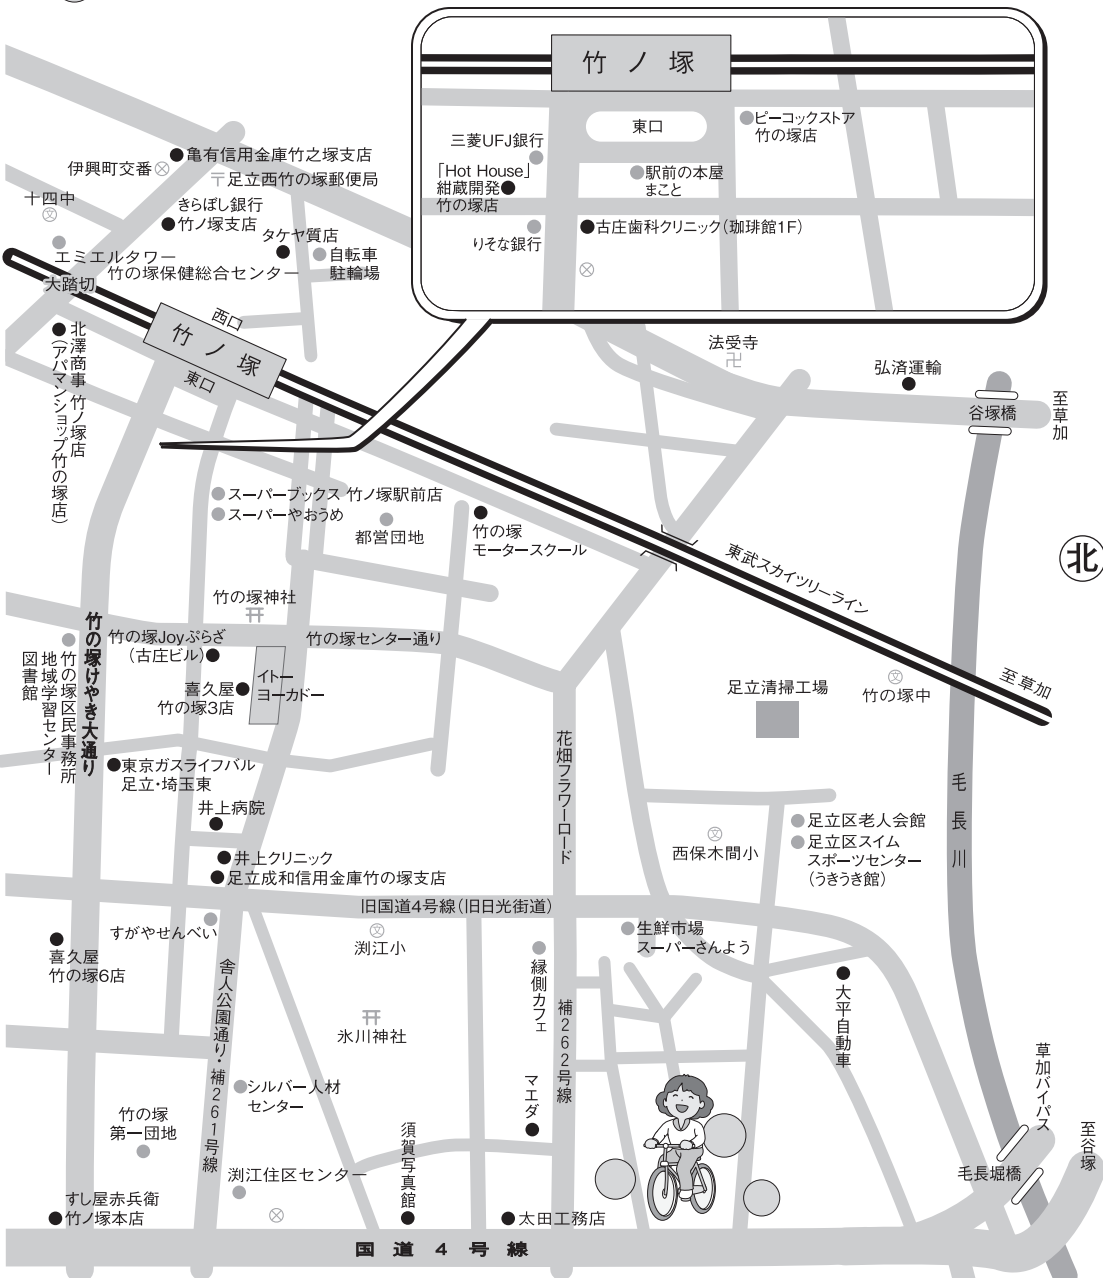 竹ノ塚
東口
ピーコックストア
竹の塚店
三菱UFJ銀行
「Hot House」
紺蔵開発
竹の塚店
駅前の本屋
まこと
りそな銀行
古庄歯科クリニック(珈琲館1F)
亀有信用金庫竹之塚支店
伊興町交番
〒足立西竹の塚郵便局
十四中
文
きらぼし銀行
竹ノ塚支店
タケヤ質店
自転車
駐輪場
エミエルタワー
竹の塚保健総合センター
大踏切
西口
竹ノ塚
東口
北澤商事 竹ノ塚店
(アパマンショップ竹の塚店)
法受寺
卍
弘済運輸
谷塚橋
至草加
スーパーブックス 竹ノ塚駅前店
スーパーやおうめ
都営団地
竹の塚
モータースクール
東武スカイツリーライン
北
至草加
竹の塚神社
竹の塚Joyぷらざ
(古庄ビル)
竹の塚センター通り
竹の塚けやき大通り
竹の塚区民事務所
地域学習センター
図書館
イトー
ヨーカドー
喜久屋
竹の塚3店
足立清掃工場
文
竹の塚中
東京ガスライフバル
足立・埼玉東
花畑フラワーロード
毛長川
井上病院
井上クリニック
足立成和信用金庫竹の塚支店
文
西保木間小
足立区老人会館
足立区スイム
スポーツセンター
(うきうき館)
旧国道4号線(旧日光街道)
すがやせんべい
喜久屋
竹の塚6店
文
渕江小
生鮮市場
スーパーさんよう
縁側カフェ
舎人公園通り・補261号線
補262号線
大平自動車
氷川神社
シルバー人材
センター
マエダ
竹の塚
第一団地
草加バイパス
至谷塚
毛長堀橋
渕江住区センター
須賀写真館
すし屋赤兵衛
竹ノ塚本店
太田工務店
国道4号線